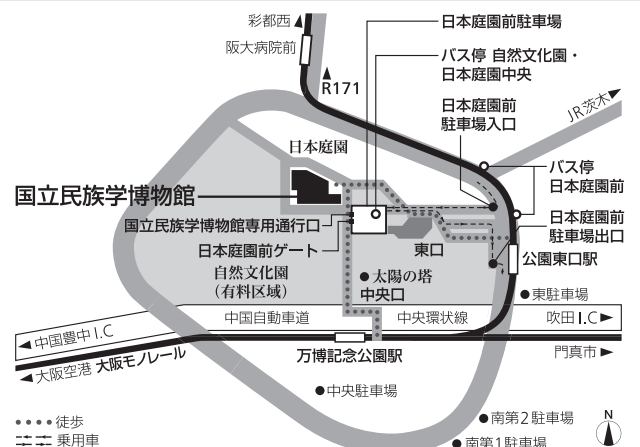 彩都西
阪大病院前
R171
日本庭園前駐車場
バス停 自然文化園・
日本庭園中央
日本庭園前
駐車場入口
JR茨木
日本庭園
国立民族学博物館
国立民族学博物館専用通行口
日本庭園前ゲート
自然文化園
(有料区域)
太陽の塔
中央口
東口
バス停
日本庭園前
日本庭園前
駐車場出口
公園東口駅
東駐車場
中国豊中I.C
中国自動車道
中央環状線
吹田I.C
大阪空港 大阪モノレール
万博記念公園駅
門真市
中央駐車場
南第2駐車場
南第1駐車場
徒歩
乗用車
N